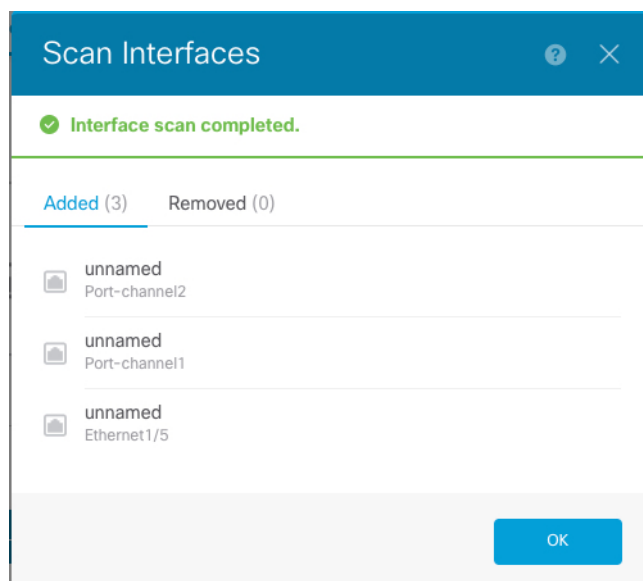 Scan Interfaces
Interface scan completed.
Added (3) Removed (0)
unnamed
Port-channel2
unnamed
Port-channel1
unnamed
Ethernet1/5
OK